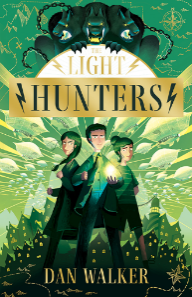 THE
LIGHT
HUNTERS
DAN WALKER